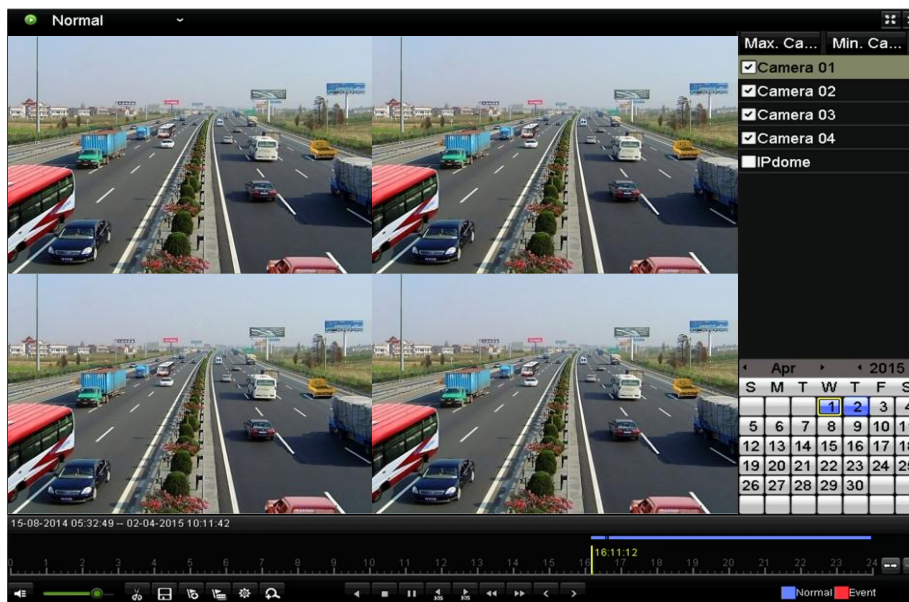 Normal
Max. Ca... Min. Ca...
Camera 01
Camera 02
Camera 03
Camera 04
IPdome
Apr 2015
S M T W T F S
1 2 3 4
5 6 7 8 9 10 11
12 13 14 15 16 17 18
19 20 21 22 23 24 25
26 27 28 29 30
15-08-2014 05:32:49 -- 02-04-2015 10:11:42
16:11:12
0 1 2 3 4 5 6 7 8 9 10 11 12 13 14 15 16 17 18 19 20 21 22 23 24
30S 30S
Normal Event